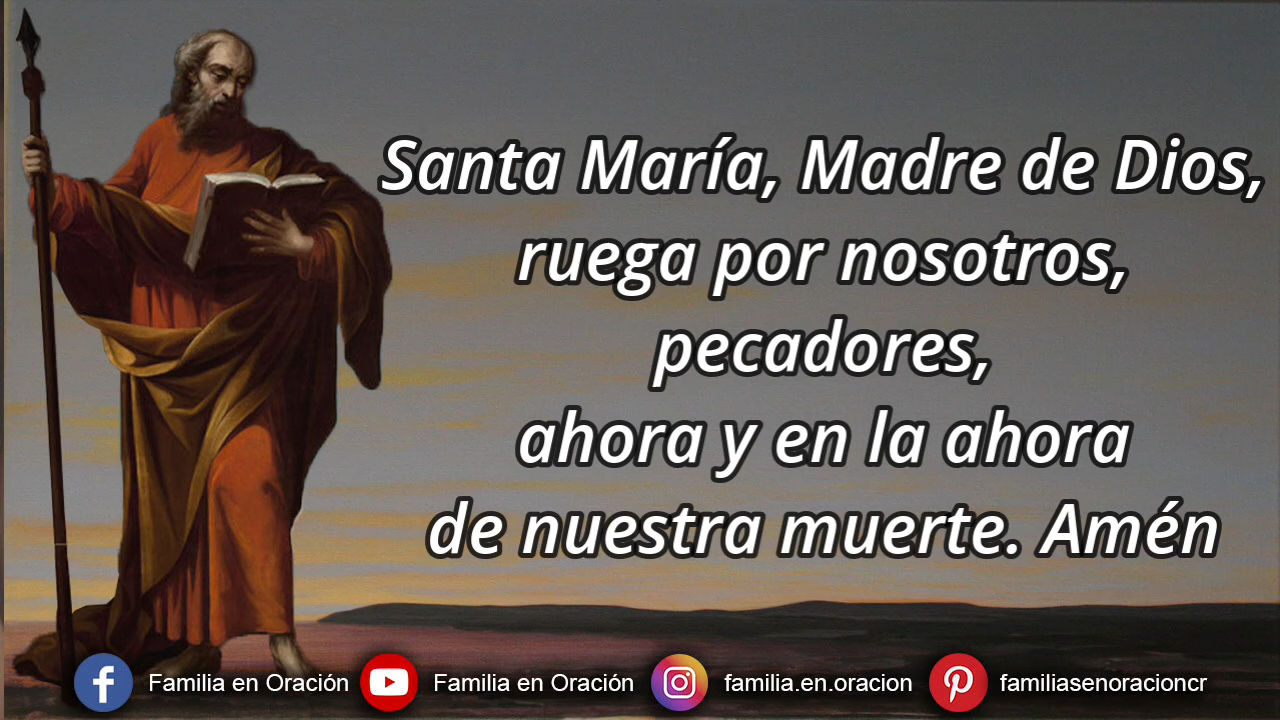 Santa María, Madre de Dios,
ruega por nosotros,
pecadores,
ahora y en la ahora
de nuestra muerte. Amén
Familia en Oración
Familia en Oración
familia.en.oracion
familiasenoracioncr